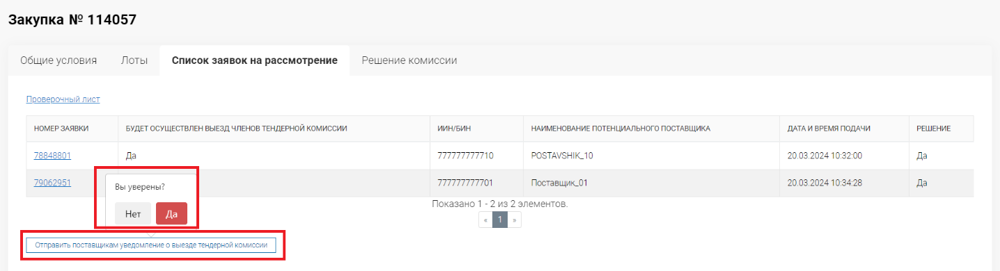 Закупка № 114057
Общие условия Лоты Список заявок на рассмотрение Решение комиссии
Проверочный лист
НОМЕР ЗАЯВКИ БУДЕТ ОСУЩЕСТВЛЕН ВЫЕЗД ЧЛЕНОВ ТЕНДЕРНОЙ КОМИССИИ ИИН/БИН НАИМЕНОВАНИЕ ПОТЕНЦИАЛЬНОГО ПОСТАВЩИКА ДАТА И ВРЕМЯ ПОДАЧИ РЕШЕНИЕ
78848801 Да 777777777710 POSTAVSHIK_10 20.03.2024 10:32:00 Да
79062951 777777777701 Поставщик_01 20.03.2024 10:34:28 Да
Вы уверены?
Нет Да
Показано 1 - 2 из 2 элементов.
« 1 »
Отправить поставщикам уведомление о выезде тендерной комиссии